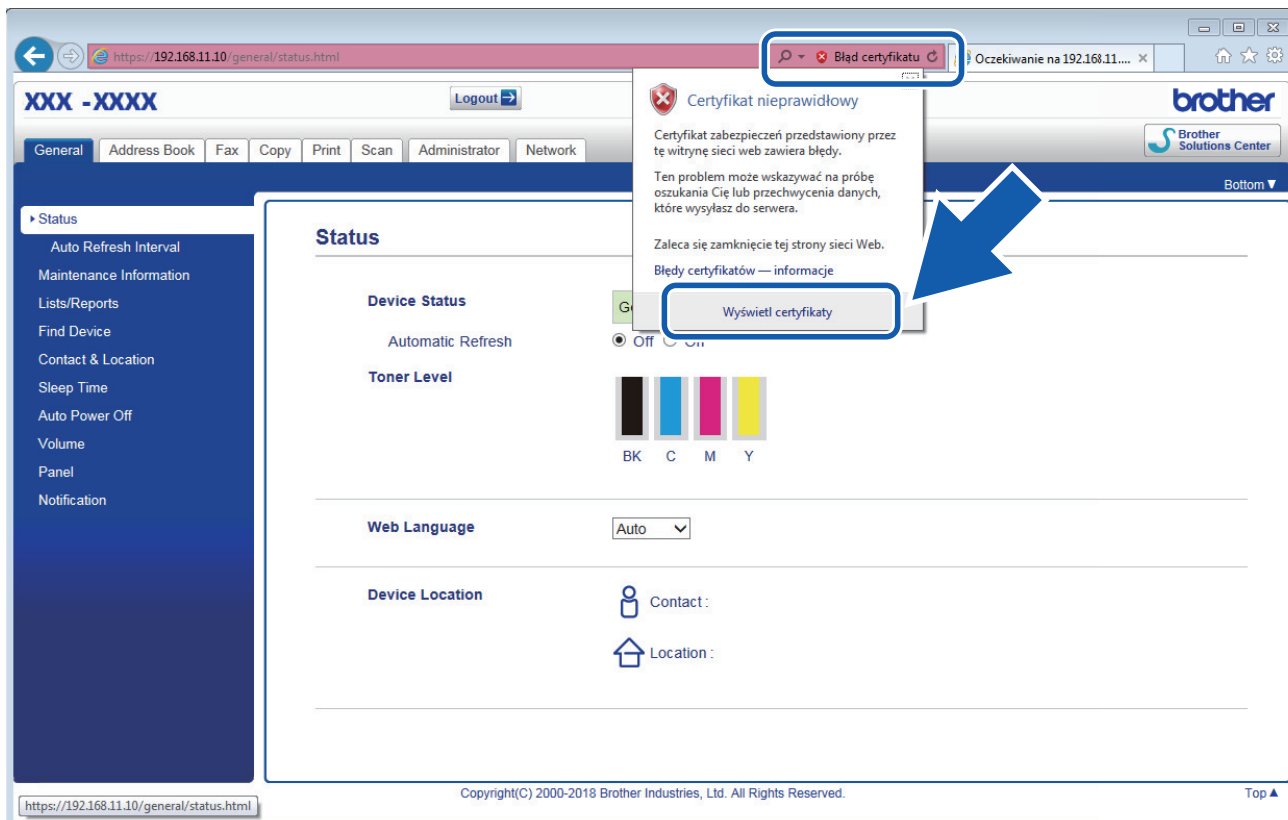 https://192.168.11.10/general/status.html
Błąd certyfikatu
Oczekiwanie na 192.168.11....
XXX -XXXX
Logout
brother
General
Address Book
Fax
Copy
Print
Scan
Administrator
Network
Brother
Solutions Center
Bottom▼
Certyfikat nieprawidłowy
Certyfikat zabezpieczeń przedstawiony przez
tę witrynę sieci web zawiera błędy.
Ten problem może wskazywać na próbę
oszukania Cię lub przechwycenia danych,
które wysyłasz do serwera.
Zaleca się zamknięcie tej strony sieci Web.
Błędy certyfikatów — informacje
Wyświetl certyfikaty
Status
Auto Refresh Interval
Maintenance Information
Lists/Reports
Find Device
Contact & Location
Sleep Time
Auto Power Off
Volume
Panel
Notification
Status
Device Status
Automatic Refresh
Off
Toner Level
BK C M Y
Web Language
Auto
Device Location
Contact :
Location :
https://192.168.11.10/general/status.html
Copyright(C) 2000-2018 Brother Industries, Ltd. All Rights Reserved.
Top▲